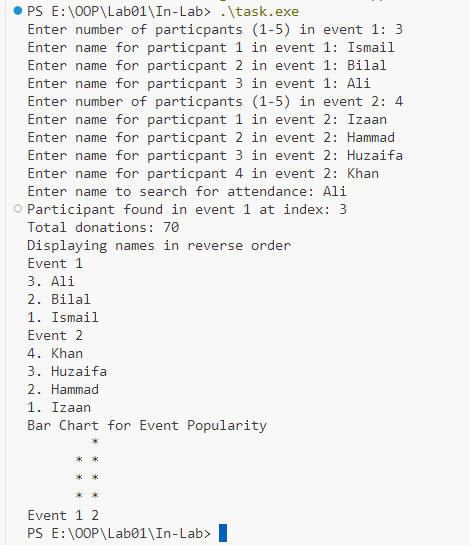 PS E:\OOP\Lab01\In-Lab> .\task.exe
Enter number of particpants (1-5) in event 1: 3
Enter name for particpant 1 in event 1: Ismail
Enter name for particpant 2 in event 1: Bilal
Enter name for particpant 3 in event 1: Ali
Enter number of particpants (1-5) in event 2: 4
Enter name for particpant 1 in event 2: Izaan
Enter name for particpant 2 in event 2: Hammad
Enter name for particpant 3 in event 2: Huzaifa
Enter name for particpant 4 in event 2: Khan
Enter name to search for attendance: Ali
Participant found in event 1 at index: 3
Total donations: 70
Displaying names in reverse order
Event 1
3. Ali
2. Bilal
1. Ismail
Event 2
4. Khan
3. Huzaifa
2. Hammad
1. Izaan
Bar Chart for Event Popularity
        *
      * *
      * *
      * *
Event 1 2
PS E:\OOP\Lab01\In-Lab>